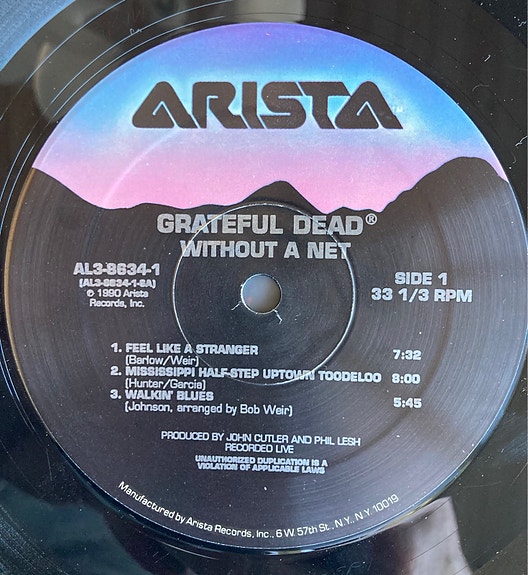 ARISTA
GRATEFUL DEAD®
WITHOUT A NET
AL3-8634-1
(AL3-8634-1-SA)
℗ 1990 Arista
Records, Inc.
SIDE 1
33 1/3 RPM
1. FEEL LIKE A STRANGER 7:32
(Barlow/Weir)
2. MISSISSIPPI HALF-STEP UPTOWN TOODELOO 8:00
(Hunter/Garcia)
3. WALKIN' BLUES 5:45
(Johnson, arranged by Bob Weir)
PRODUCED BY JOHN CUTLER AND PHIL LESH
RECORDED LIVE
UNAUTHORIZED DUPLICATION IS A
VIOLATION OF APPLICABLE LAWS
Manufactured by Arista Records, Inc., 6 W. 57th St., N.Y., N.Y. 10019